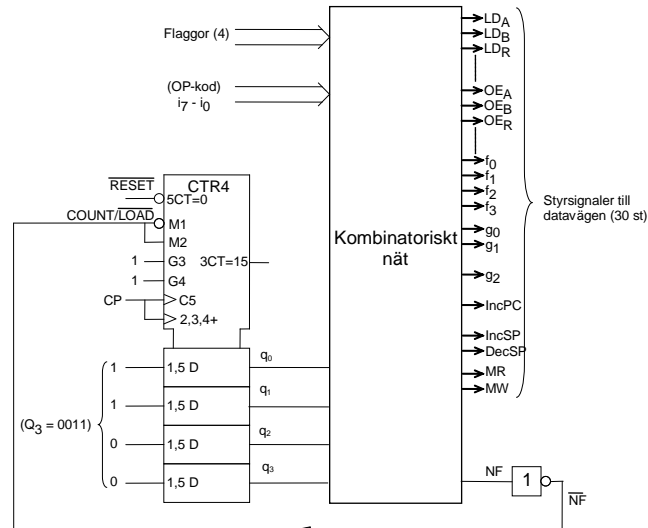 Flaggor (4)
(OP-kod)
i7 - i0
RESET
CTR4
5CT=0
COUNT/LOAD
M1
M2
1
G3
3CT=15
1
G4
CP
C5
2,3,4+
1
1,5 D
q0
1
1,5 D
q1
(Q3 = 0011)
0
1,5 D
q2
0
1,5 D
q3
Kombinatoriskt
nät
LDA
LDB
LDR
OEA
OEB
OER
f0
f1
f2
f3
g0
g1
g2
IncPC
IncSP
DecSP
MR
MW
Styrsignaler till
datavägen (30 st)
NF
1
NF